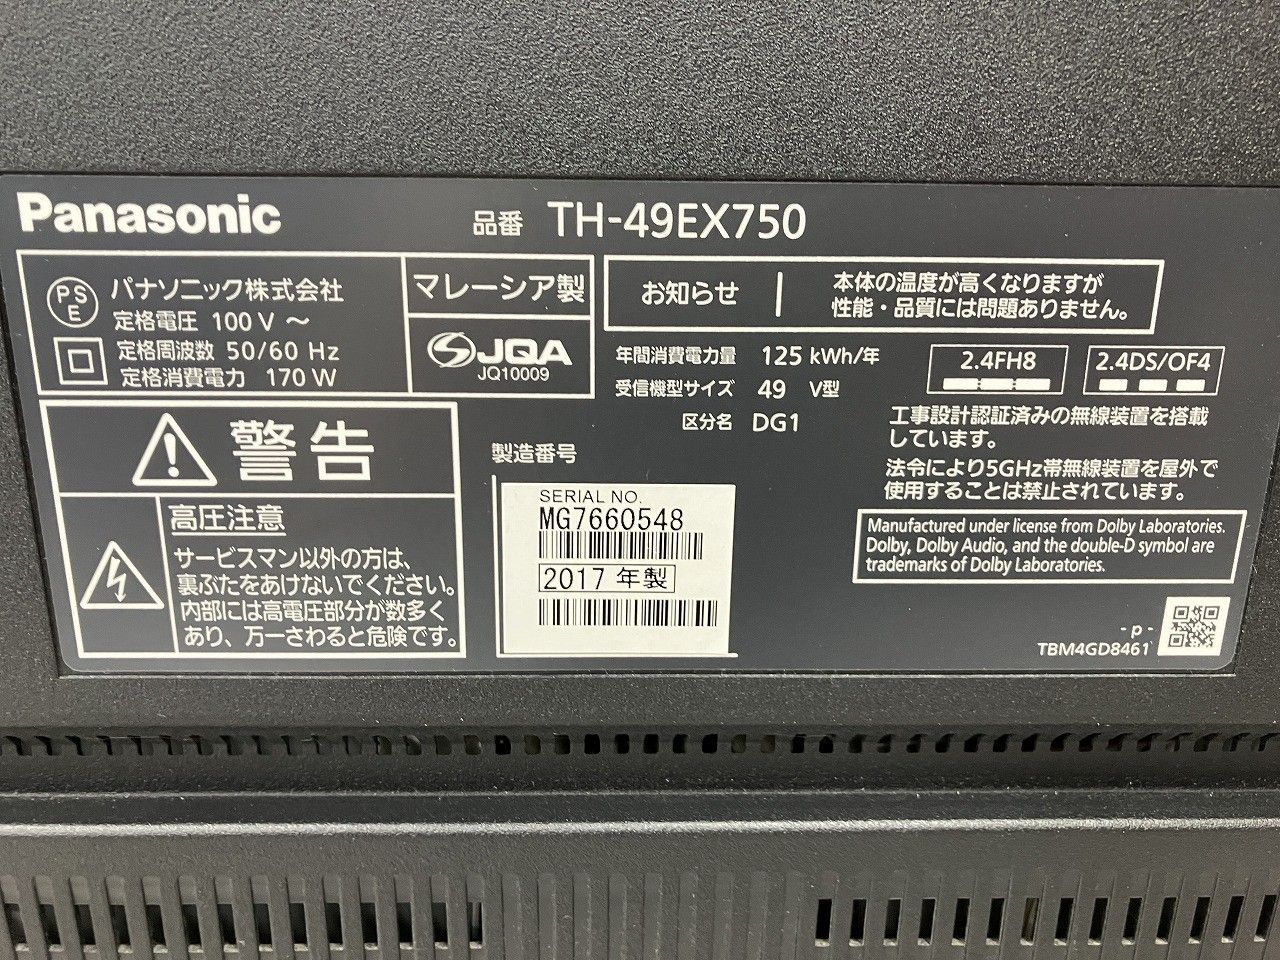 Panasonic
品番 TH-49EX750
PS
E
パナソニック株式会社
定格電圧 100 V ～
定格周波数 50/60 Hz
定格消費電力 170 W
マレーシア製
JQA
JQ10009
お知らせ
本体の温度が高くなりますが
性能・品質には問題ありません。
年間消費電力量 125 kWh/年
受信機型サイズ 49 V型
区分名 DG1
2.4FH8
2.4DS/OF4
工事設計認証済みの無線装置を搭載
しています。
法令により5GHz帯無線装置を屋外で
使用することは禁止されています。
警告
高圧注意
サービスマン以外の方は、
裏ぶたをあけないでください。
内部には高電圧部分が数多く
あり、万一さわると危険です。
製造番号
SERIAL NO.
MG7660548
2017 年製
Manufactured under license from Dolby Laboratories.
Dolby, Dolby Audio, and the double-D symbol are
trademarks of Dolby Laboratories.
- p -
TBM4GD8461